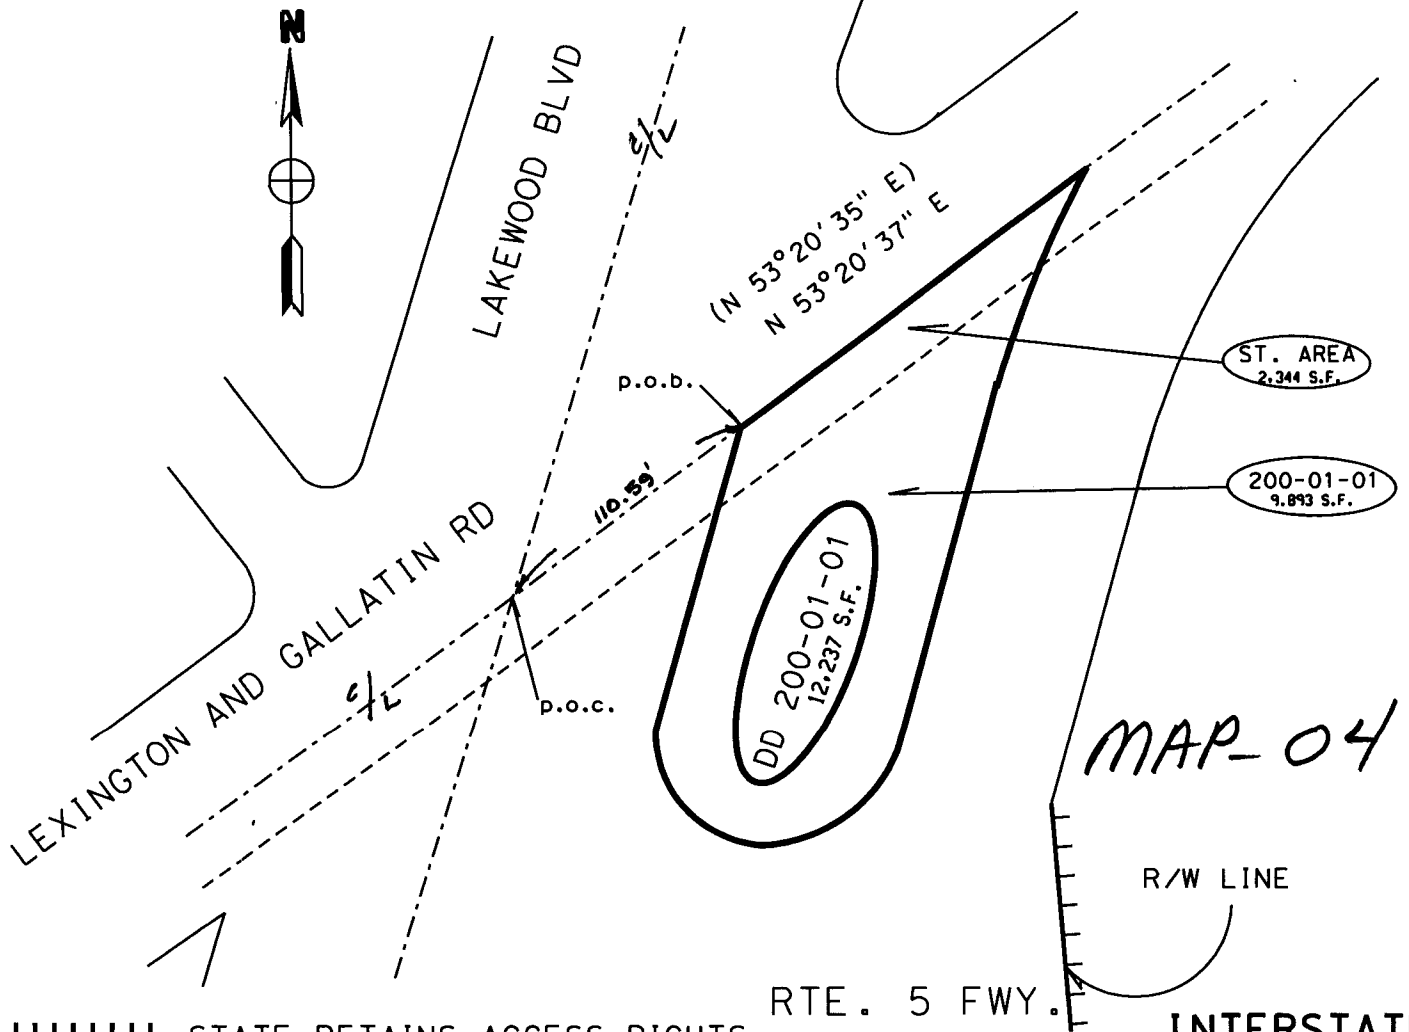 N
LAKEWOOD BLVD
C/L
(N 53°20'35" E)
N 53°20'37" E
p.o.b.
ST. AREA
2,344 S.F.
200-01-01
9,893 S.F.
110.59'
LEXINGTON AND GALLATIN RD
C/L
p.o.c.
DD 200-01-01
12,237 S.F.
MAP-04
R/W LINE
RTE. 5 FWY.
STATE RETAINS ACCESS RIGHTS
INTERSTAT